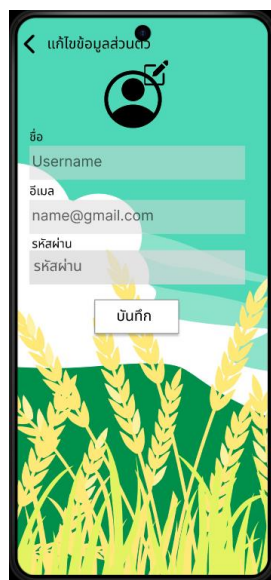 แก้ไขข้อมูลส่วนตัว
ชื่อ
Username
อีเมล
name@gmail.com
รหัสผ่าน
รหัสผ่าน
บันทึก